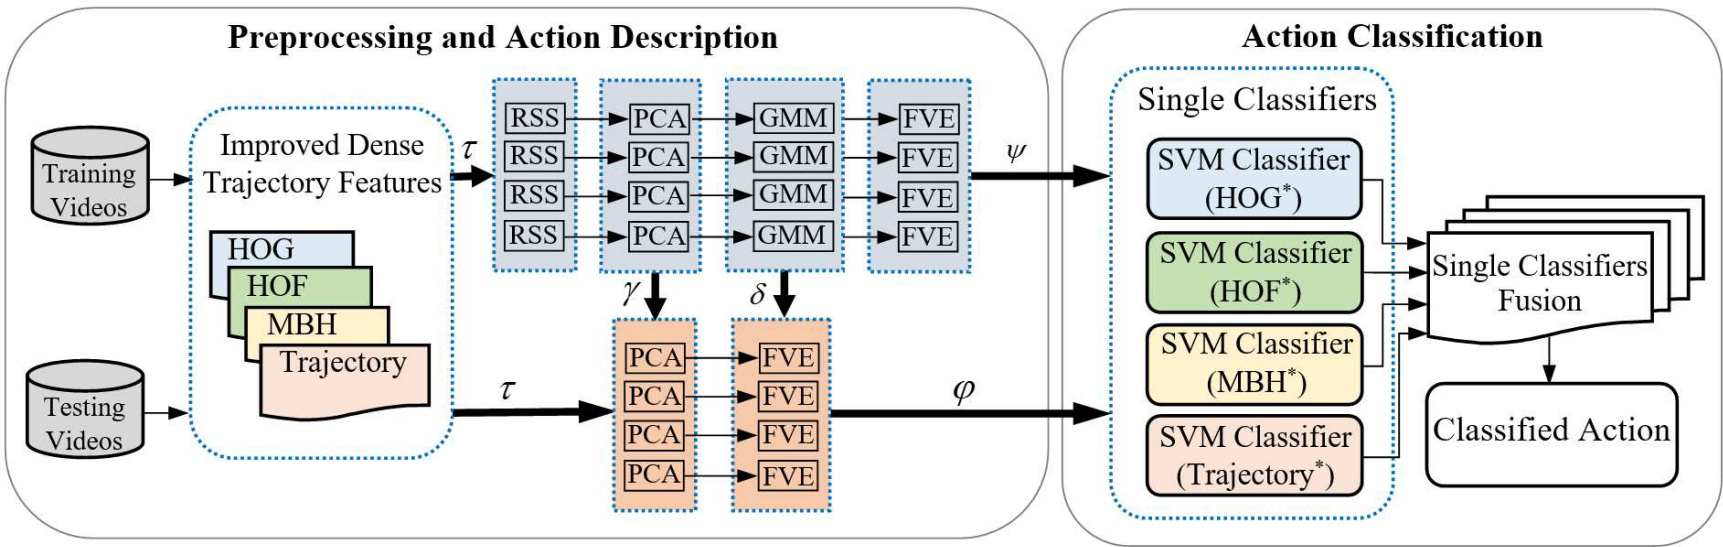 Preprocessing and Action Description
Training
Videos
Testing
Videos
Improved Dense
Trajectory Features
HOG
HOF
MBH
Trajectory
τ
τ
RSS
PCA
GMM
FVE
RSS
PCA
GMM
FVE
RSS
PCA
GMM
FVE
RSS
PCA
GMM
FVE
γ
δ
PCA
FVE
PCA
FVE
PCA
FVE
PCA
FVE
ψ
φ
Action Classification
Single Classifiers
SVM Classifier
(HOG*)
SVM Classifier
(HOF*)
SVM Classifier
(MBH*)
SVM Classifier
(Trajectory*)
Single Classifiers
Fusion
Classified Action